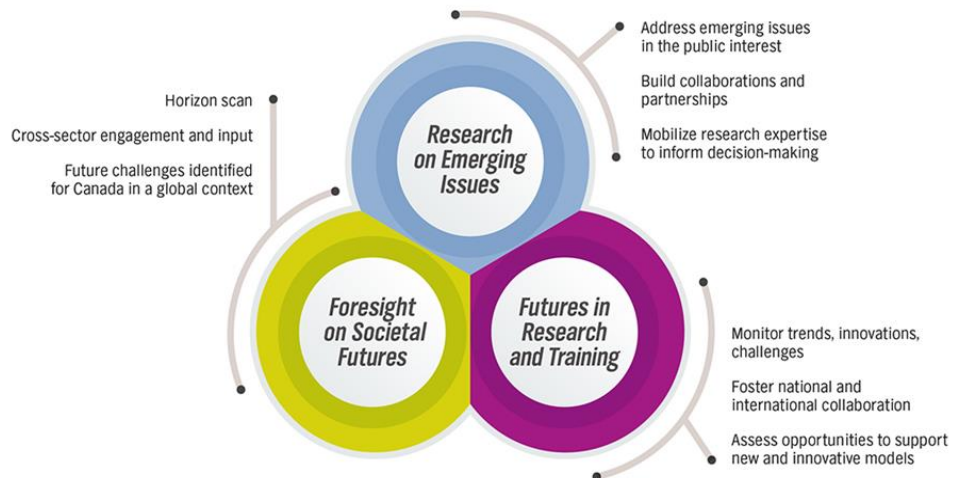 Address emerging issues
in the public interest
Build collaborations and
partnerships
Mobilize research expertise
to inform decision-making
Research
on Emerging
Issues
Horizon scan
Cross-sector engagement and input
Future challenges identified
for Canada in a global context
Foresight
on Societal
Futures
Futures in
Research
and Training
Monitor trends, innovations,
challenges
Foster national and
international collaboration
Assess opportunities to support
new and innovative models